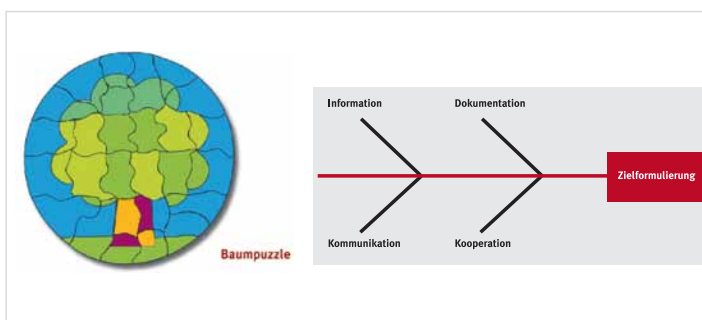 Baumpuzzle
Information
Dokumentation
Zielformulierung
Kommunikation
Kooperation